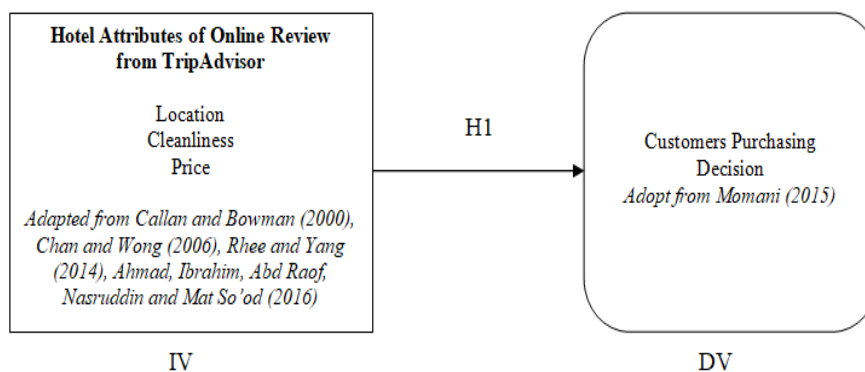 Hotel Attributes of Online Review
from TripAdvisor
Location
Cleanliness
Price
Adapted from Callan and Bowman (2000),
Chan and Wong (2006), Rhee and Yang
(2014), Ahmad, Ibrahim, Abd Raof,
Nasruddin and Mat So'od (2016)
IV
H1
Customers Purchasing
Decision
Adopt from Momani (2015)
DV